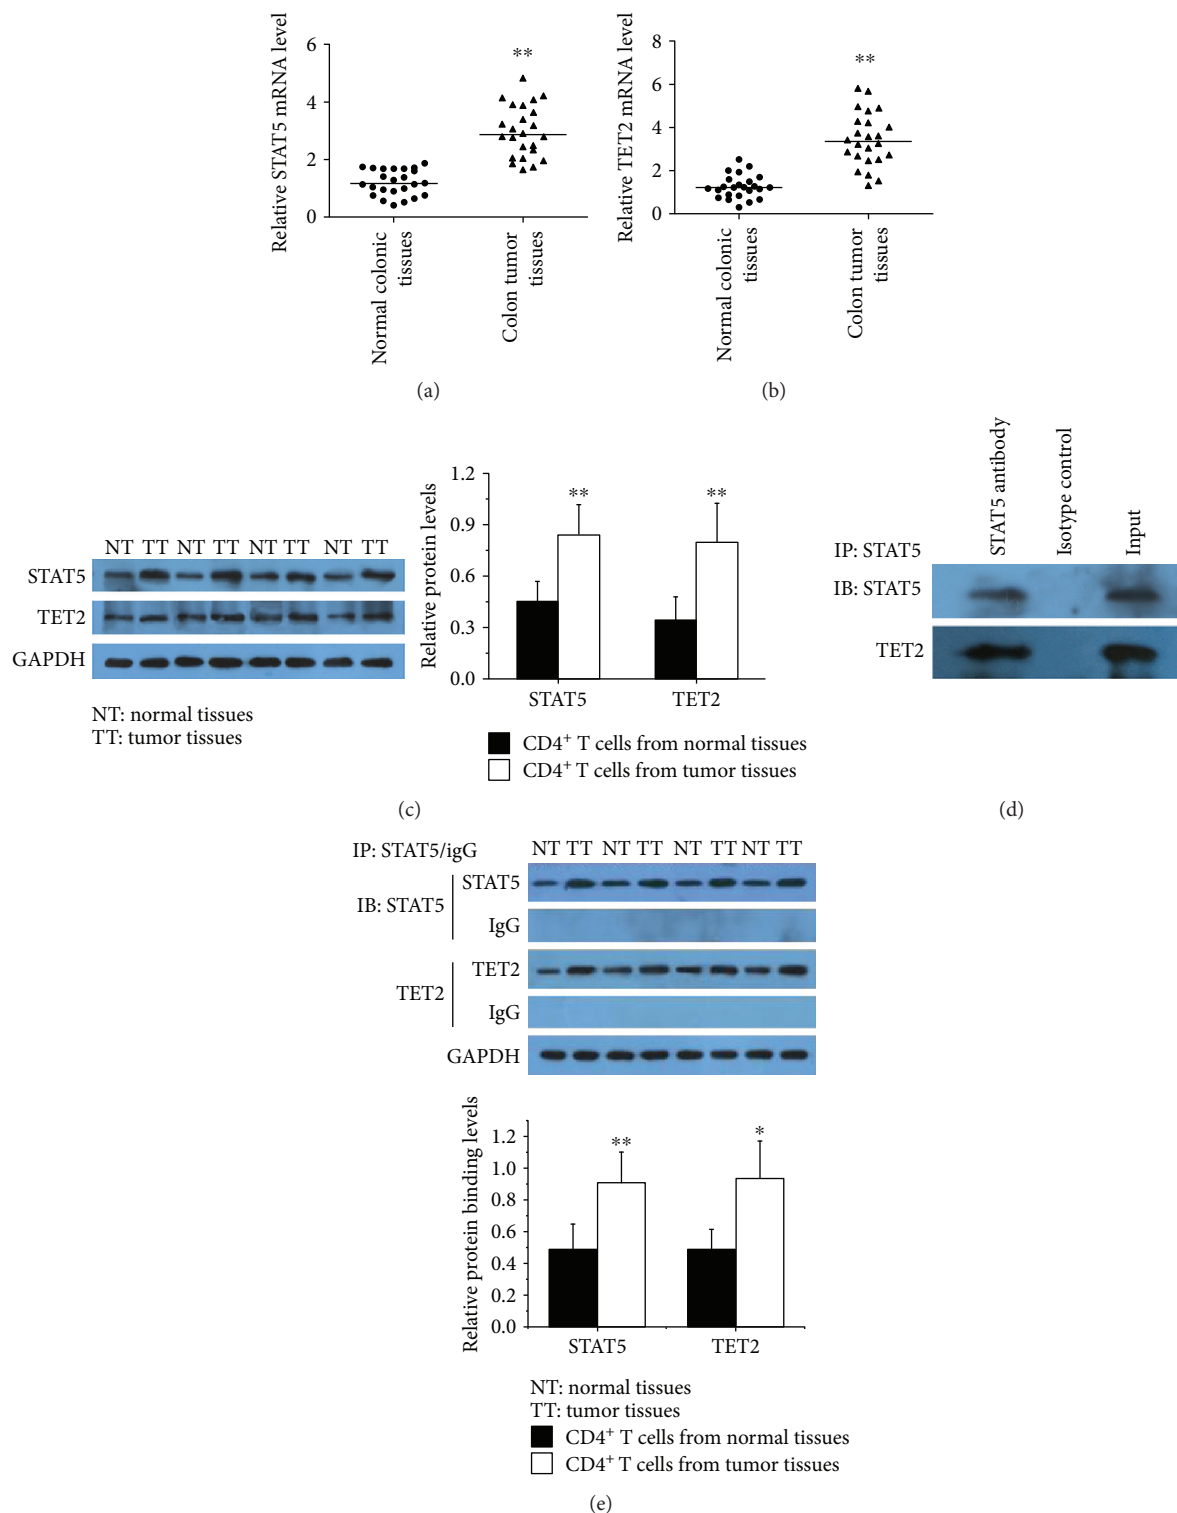 Relative STAT5 mRNA level
6
4
2
0
**
Normal colonic
tissues
Colon tumor
tissues
(a)
Relative TET2 mRNA level
8
6
4
2
0
**
Normal colonic
tissues
Colon tumor
tissues
(b)
NT TT NT TT NT TT NT TT
STAT5
TET2
GAPDH
NT: normal tissues
TT: tumor tissues
Relative protein levels
1.2
0.9
0.6
0.3
0.0
** **
STAT5 TET2
CD4⁺ T cells from normal tissues
CD4⁺ T cells from tumor tissues
(c)
STAT5 antibody
Isotype control
Input
IP: STAT5
IB: STAT5
TET2
(d)
IP: STAT5/igG
NT TT NT TT NT TT NT TT
IB: STAT5
STAT5
IgG
TET2
TET2
IgG
GAPDH
Relative protein binding levels
1.2
1.0
0.8
0.6
0.4
0.2
0.0
** *
STAT5 TET2
NT: normal tissues
TT: tumor tissues
CD4⁺ T cells from normal tissues
CD4⁺ T cells from tumor tissues
(e)